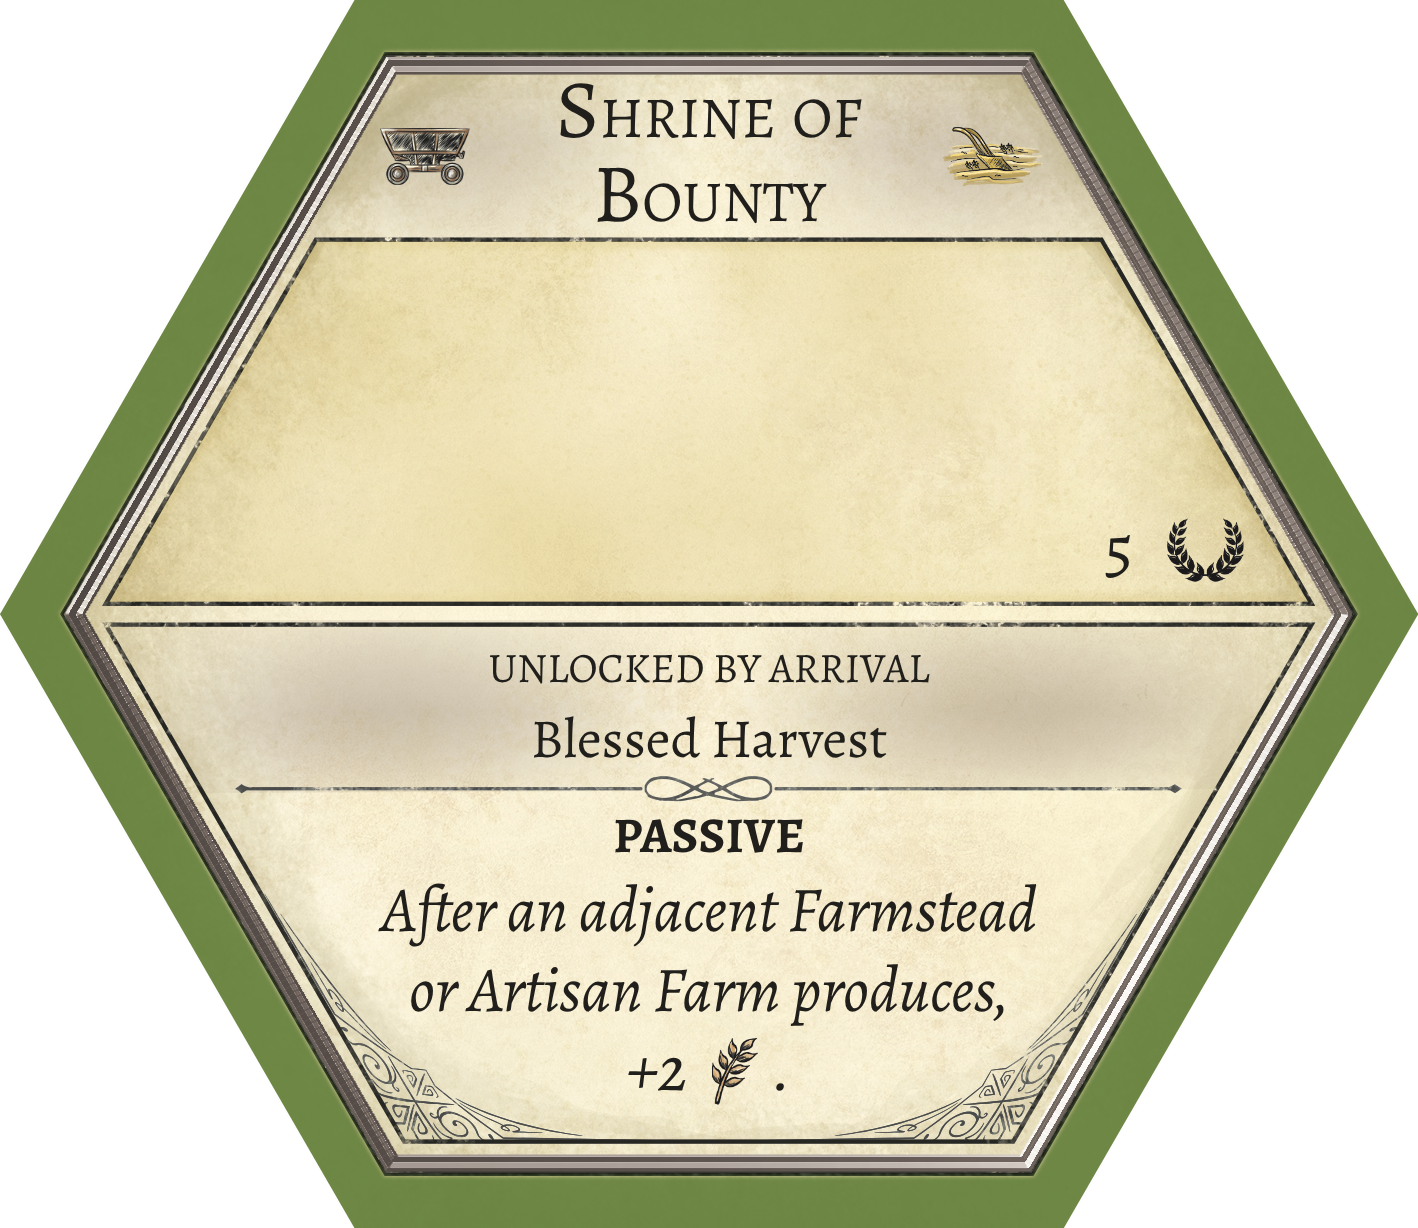 Shrine of
Bounty
5
UNLOCKED BY ARRIVAL
Blessed Harvest
PASSIVE
After an adjacent Farmstead
or Artisan Farm produces,
+2 .